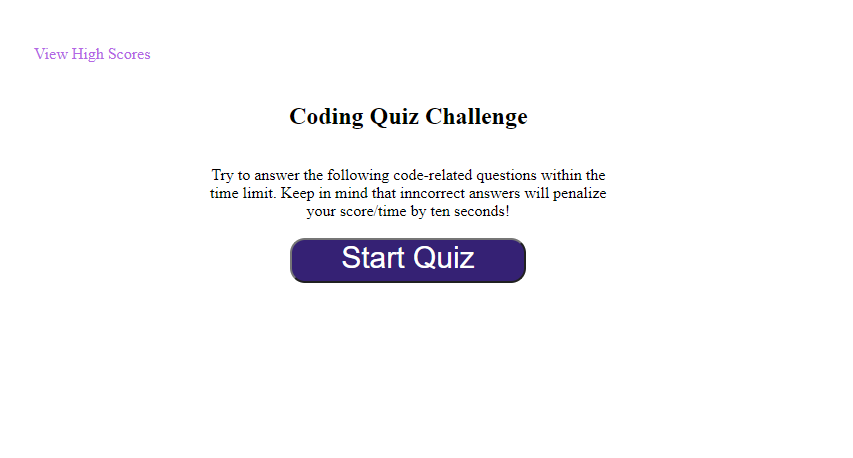 View High Scores
Coding Quiz Challenge
Try to answer the following code-related questions within the
time limit. Keep in mind that inncorrect answers will penalize
your score/time by ten seconds!
Start Quiz